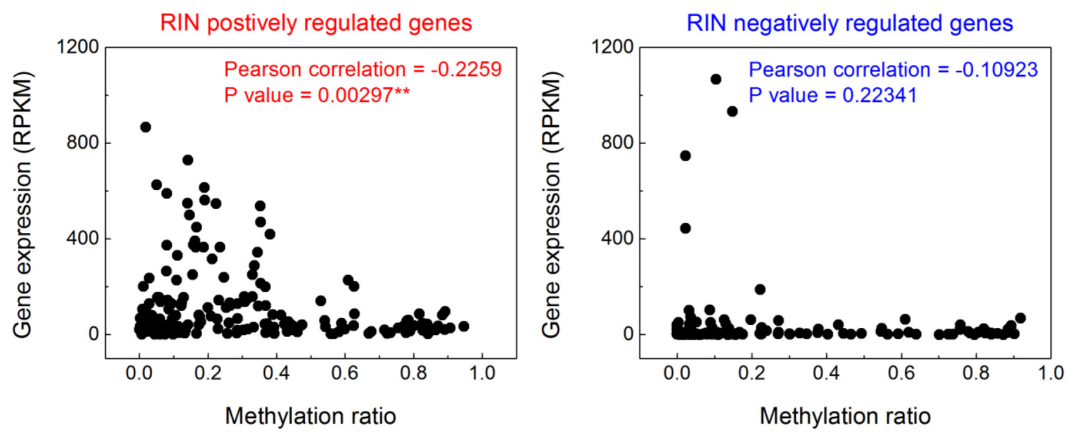 RIN postively regulated genes
Pearson correlation = -0.2259
P value = 0.00297**
Gene expression (RPKM)
1200
800
400
0
0.0 0.2 0.4 0.6 0.8 1.0
Methylation ratio
RIN negatively regulated genes
Pearson correlation = -0.10923
P value = 0.22341
Gene expression (RPKM)
1200
800
400
0
0.0 0.2 0.4 0.6 0.8 1.0
Methylation ratio